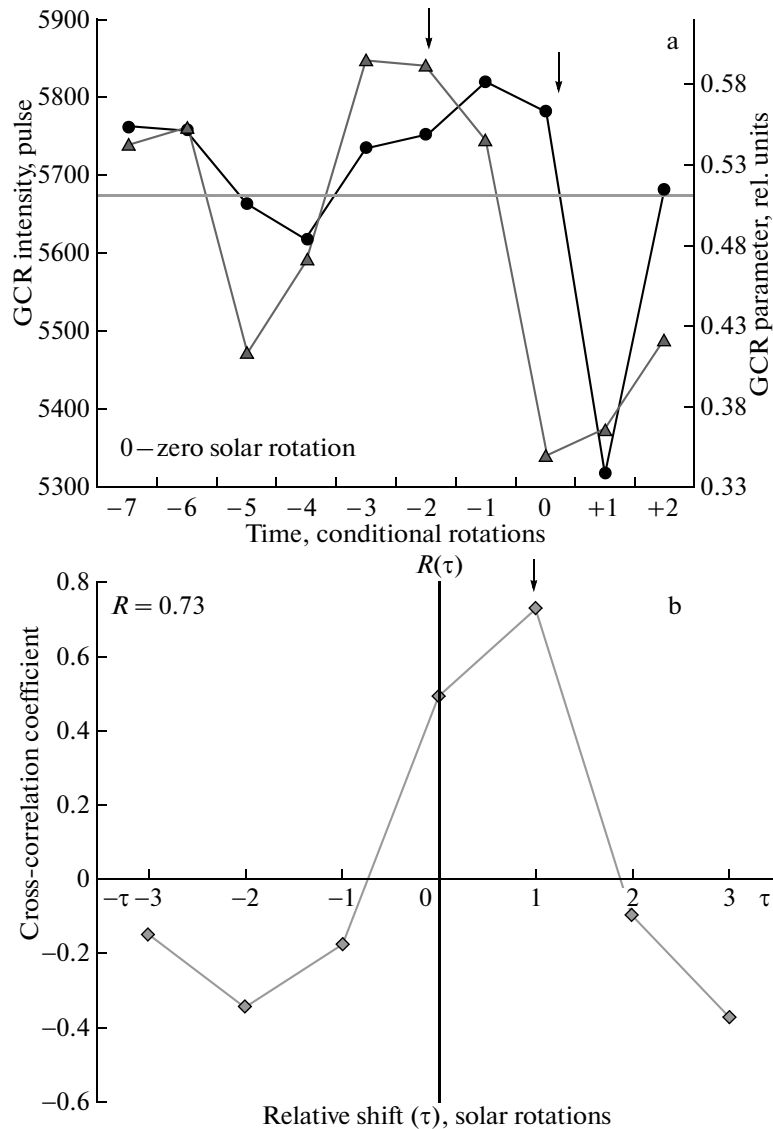 5900
5800
5700
5600
5500
5400
5300
GCR intensity, pulse
a
0.58
0.53
0.48
0.43
0.38
0.33
GCR parameter, rel. units
0–zero solar rotation
−7 −6 −5 −4 −3 −2 −1 0 +1 +2
Time, conditional rotations
R(τ)
R = 0.73
b
0.8
0.6
0.4
0.2
0
−0.2
−0.4
−0.6
Cross-correlation coefficient
−τ −3 −2 −1 0 1 2 3 τ
Relative shift (τ), solar rotations